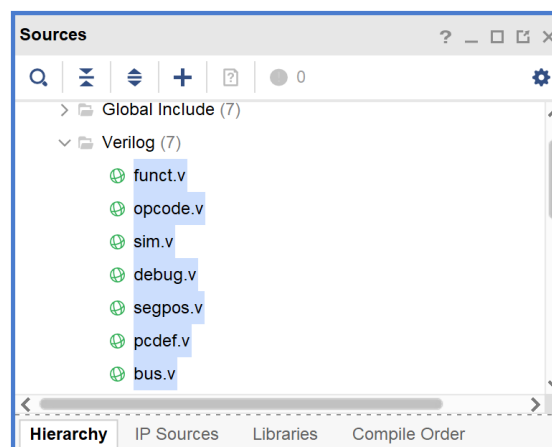 Sources ? _ □ ×
0
Global Include (7)
Verilog (7)
funct.v
opcode.v
sim.v
debug.v
segpos.v
pcdef.v
bus.v
Hierarchy IP Sources Libraries Compile Order